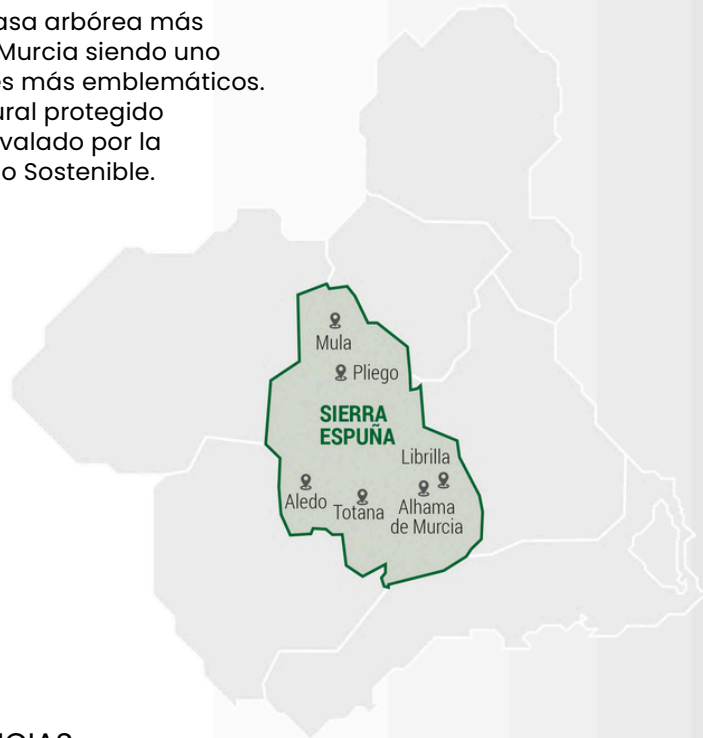 asa arbórea más
Murcia siendo uno
s más emblemáticos.
ural protegido
valado por la
o Sostenible.
Mula
Pliego
SIERRA
ESPUÑA
Librilla
Aledo
Totana
Alhama
de Murcia